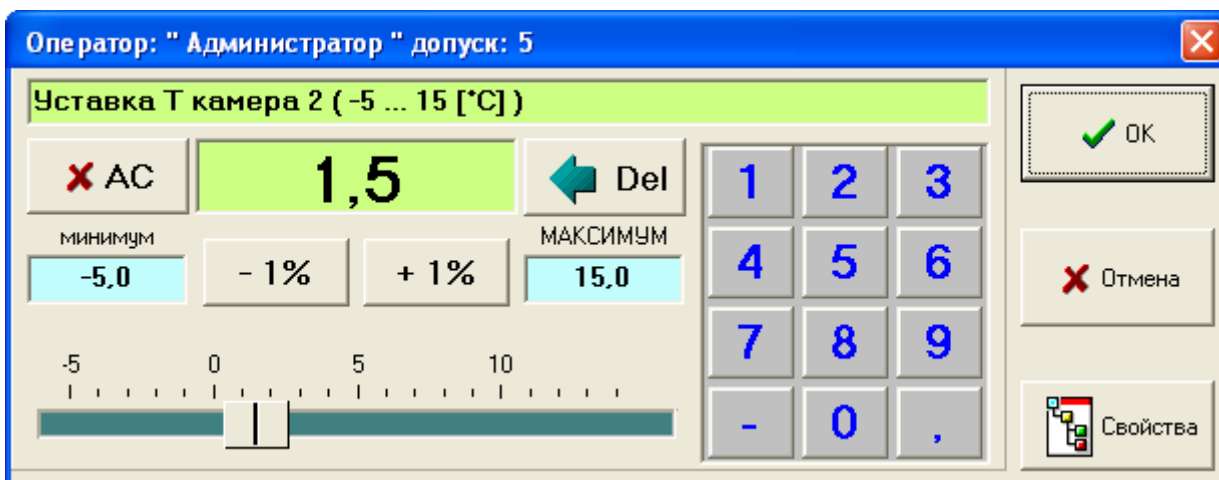 Оператор: " Администратор " допуск: 5
Уставка Т камера 2 ( -5 ... 15 [°C] )
AC
1,5
Del
минимум
МАКСИМУМ
-5,0
- 1%
+ 1%
15,0
-5 0 5 10
1 2 3
4 5 6
7 8 9
- 0 ,
OK
Отмена
Свойства